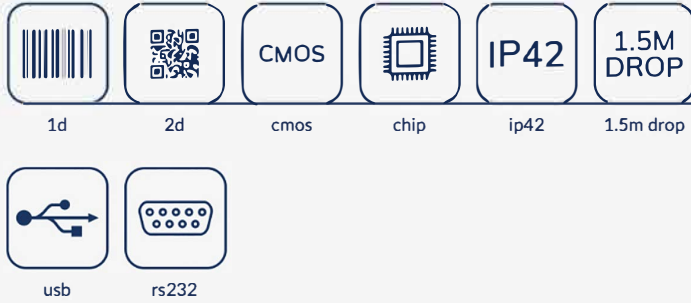 CMOS
IP42
1.5M
DROP
1d
2d
cmos
chip
ip42
1.5m drop
usb
rs232